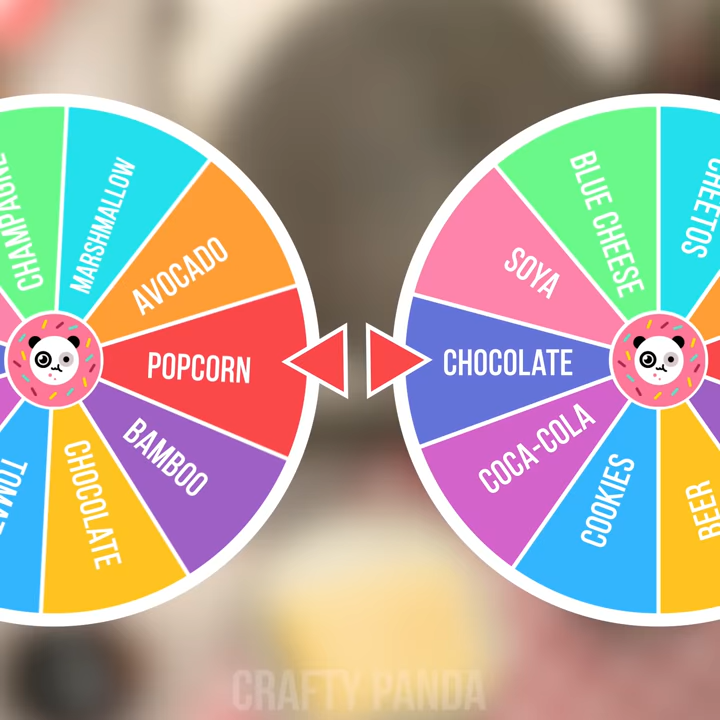 CHAMPAGNE
MARSHMALLOW
AVOCADO
POPCORN
BAMBOO
CHOCOLATE
BLUE CHEESE
SOYA
CHOCOLATE
COCA-COLA
COOKIES
BEER
CRAFTY PANDA